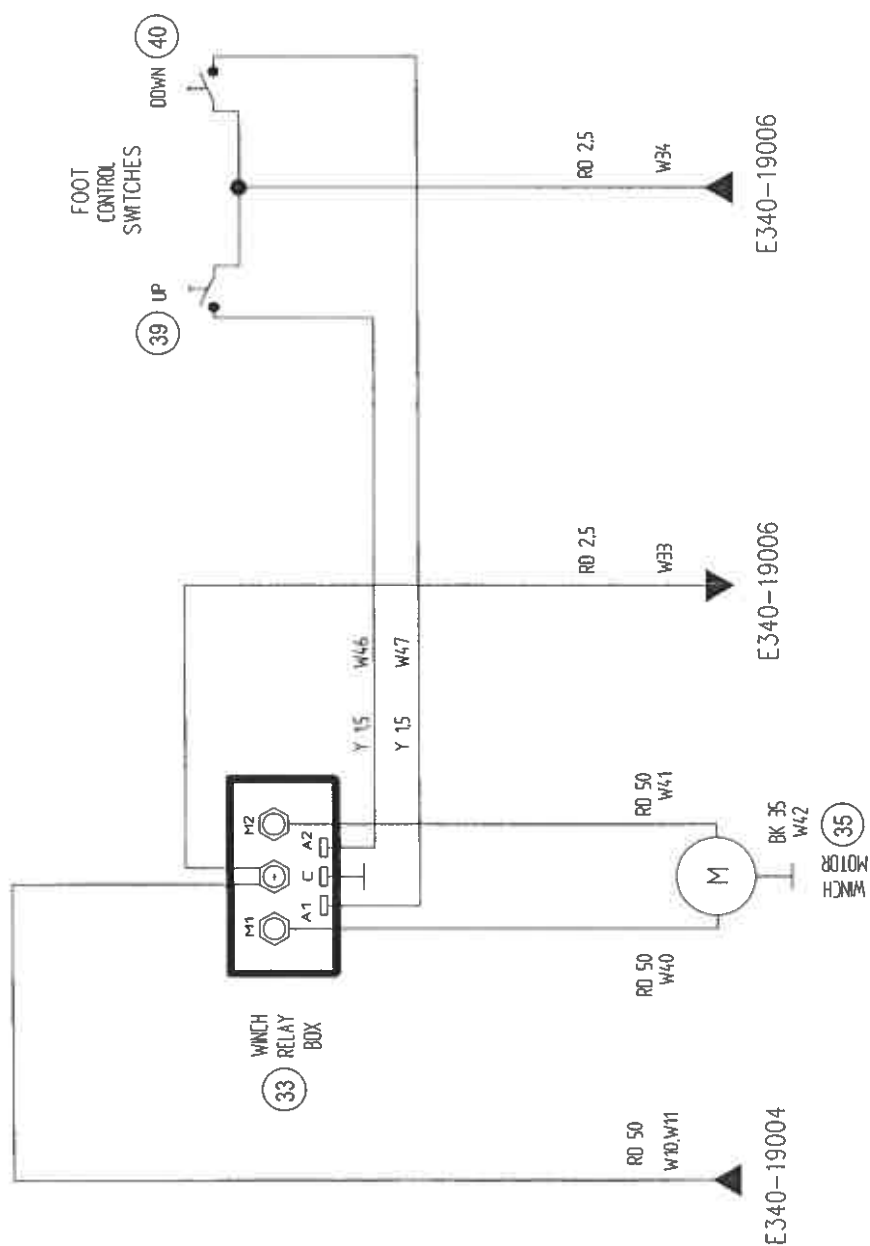 FOOT
CONTROL
SWITCHES
39
UP
DOWN
40
RD 2,5
W34
E340-19006
RD 2,5
W33
E340-19006
Y 1,5
W46
Y 1,5
W47
WINCH
RELAY
BOX
33
M1
+
M2
A1
C
A2
RD 50
W40
RD 50
W41
M
BK 35
W42
WINCH
MOTOR
35
RD 50
W10,W11
E340-19004